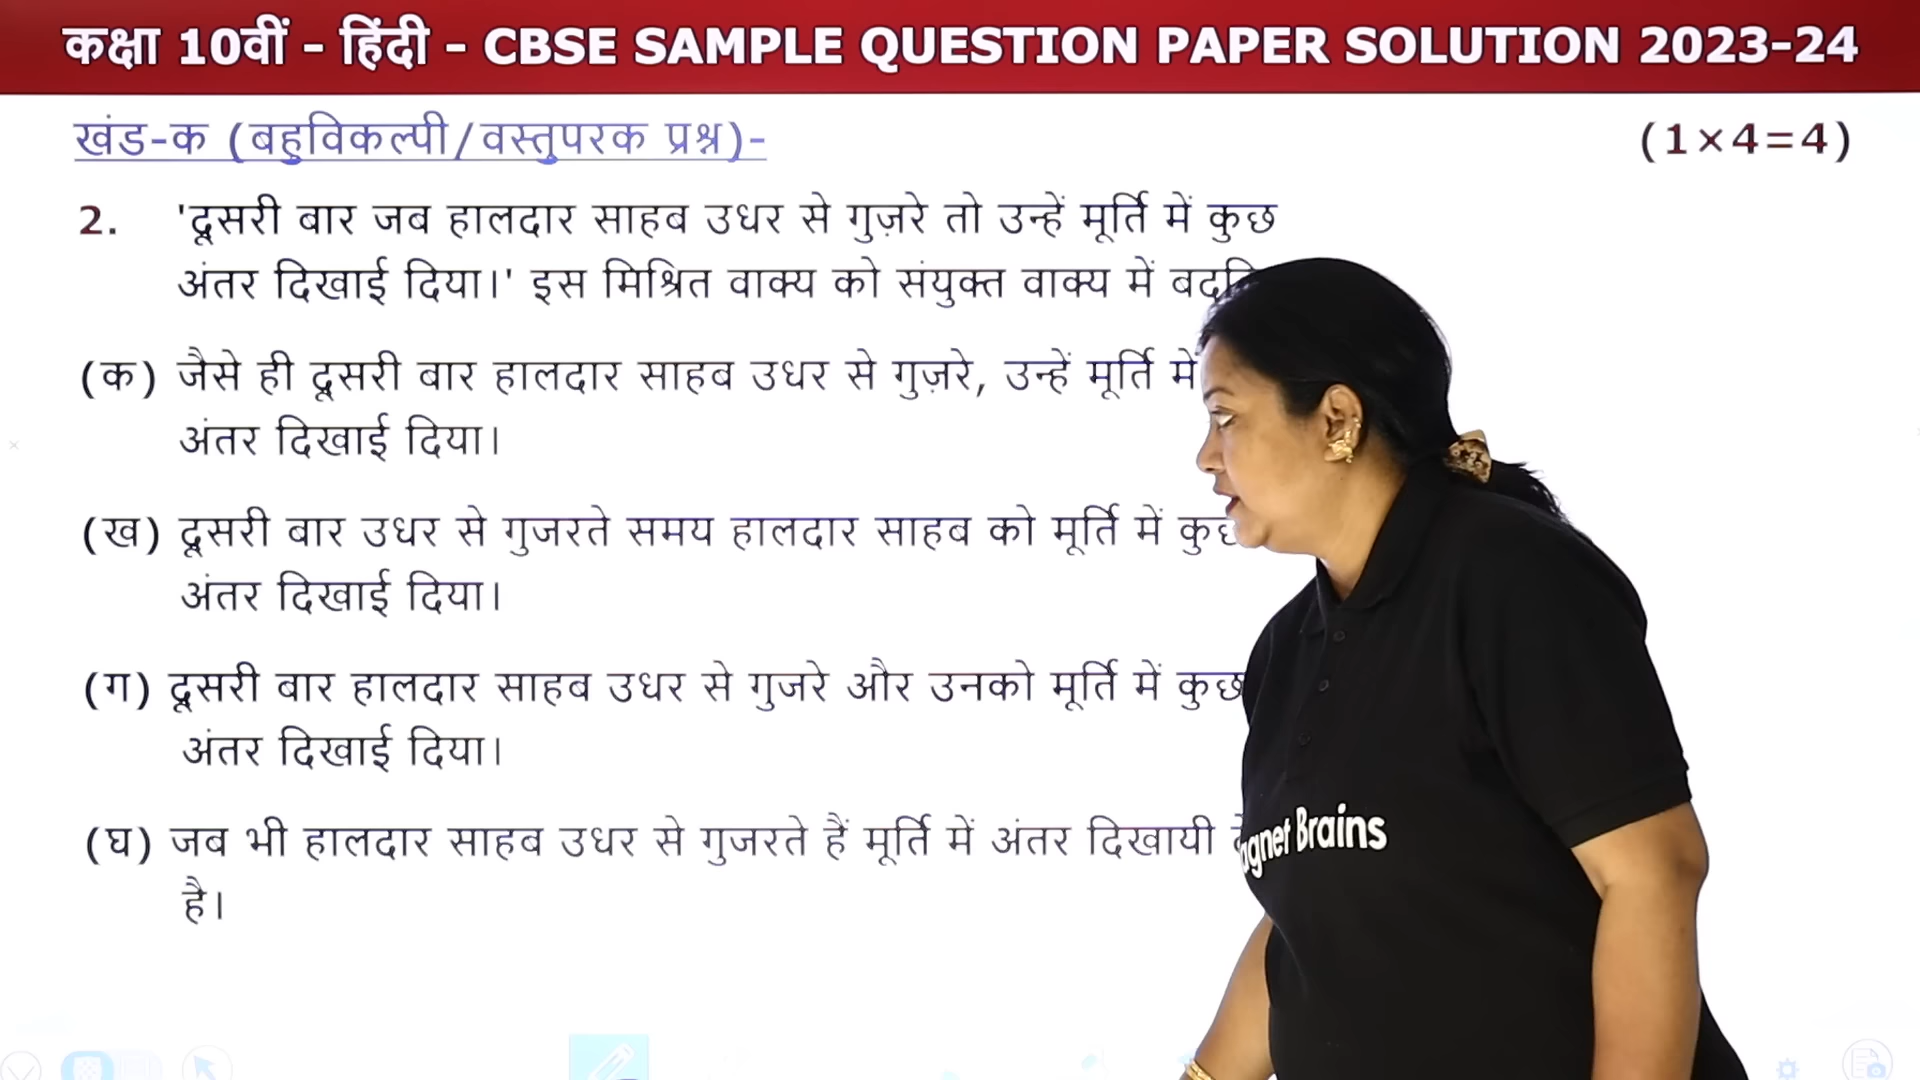 कक्षा 10वीं - हिंदी - CBSE SAMPLE QUESTION PAPER SOLUTION 2023-24
खंड-क (बहुविकल्पी/वस्तुपरक प्रश्न)-
(1×4=4)
2. 'दूसरी बार जब हालदार साहब उधर से गुज़रे तो उन्हें मूर्ति में कुछ
अंतर दिखाई दिया।' इस मिश्रित वाक्य को संयुक्त वाक्य में
(क) जैसे ही दूसरी बार हालदार साहब उधर से गुज़रे, उन्हें मूर्ति में
अंतर दिखाई दिया।
(ख) दूसरी बार उधर से गुजरते समय हालदार साहब को मूर्ति में कुछ
अंतर दिखाई दिया।
(ग) दूसरी बार हालदार साहब उधर से गुजरे और उनको मूर्ति में कुछ
अंतर दिखाई दिया।
(घ) जब भी हालदार साहब उधर से गुजरते हैं मूर्ति में अंतर दिखायी
है।
Brains